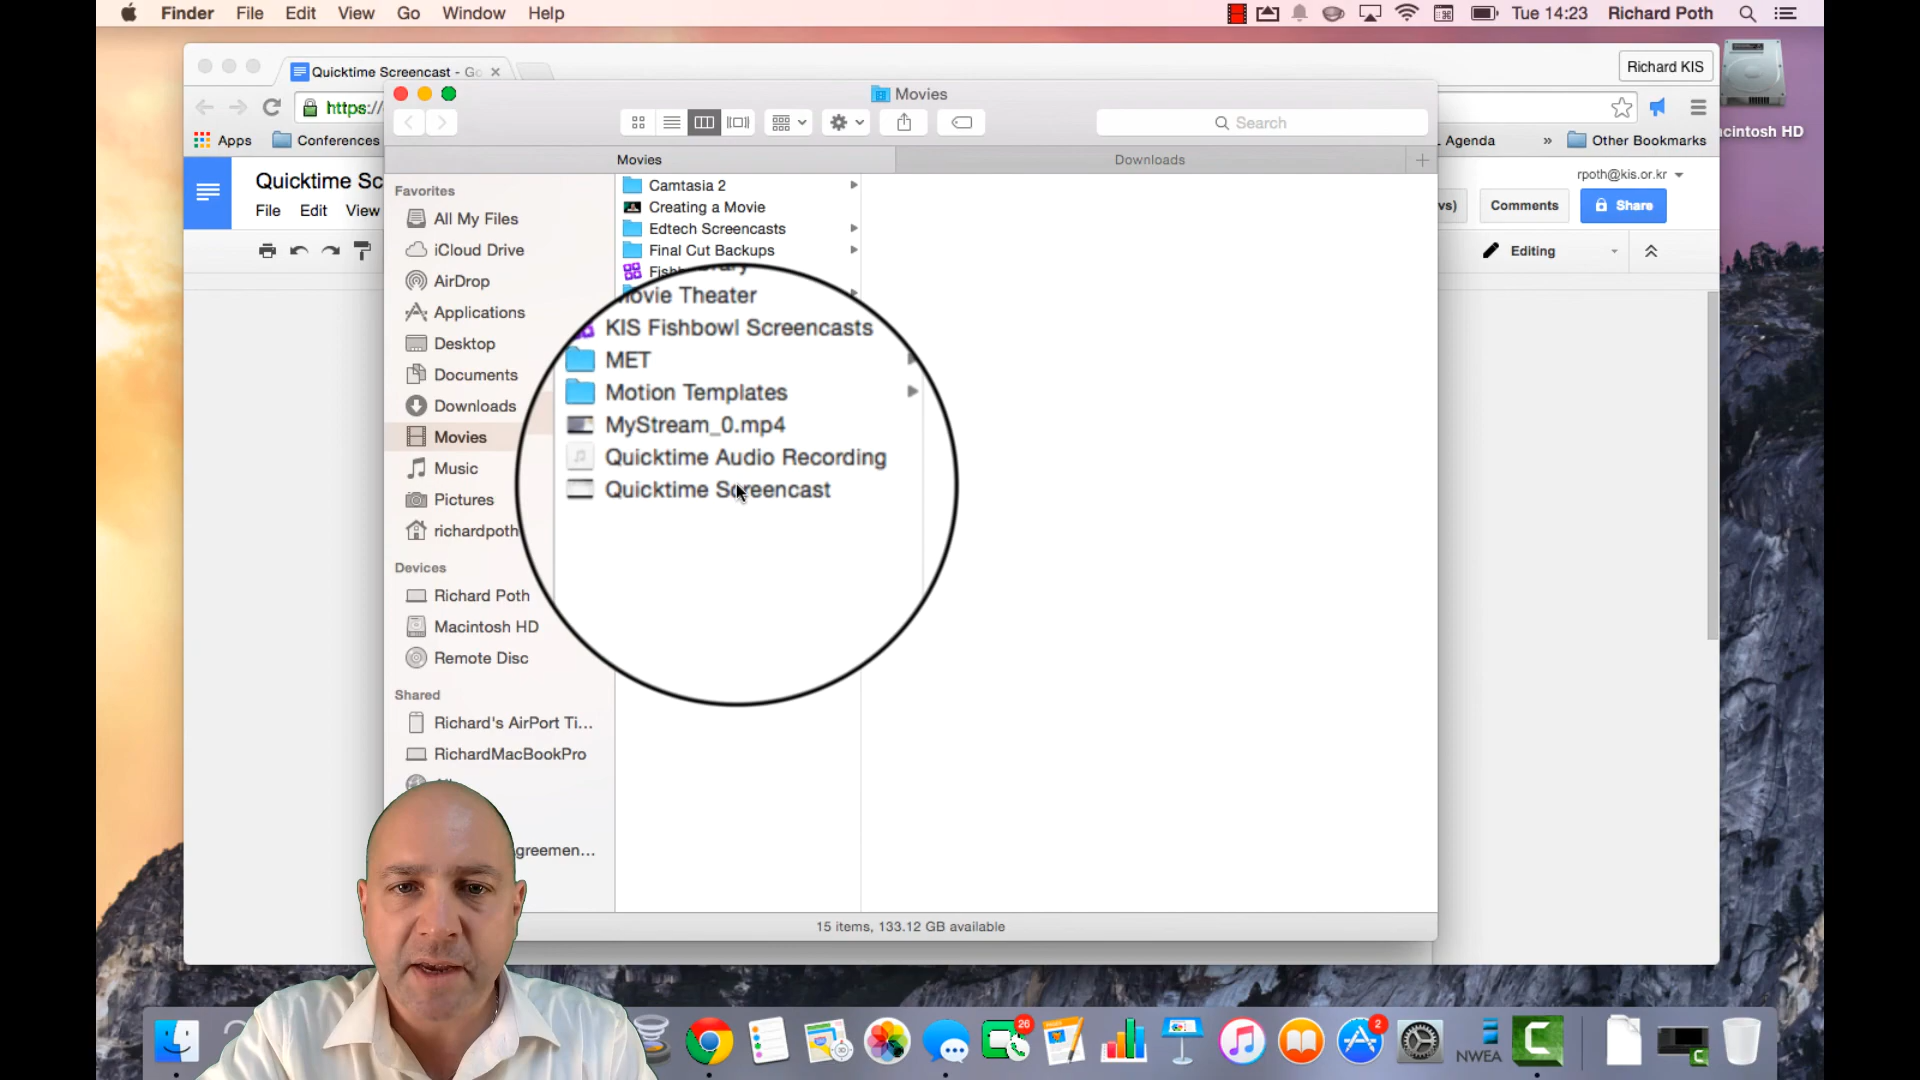 Finder File Edit View Go Window Help Tue 14:23 Richard Poth
Quicktime Screencast - Go
Richard KIS
https://
Movies
Search
Apps Conferences
Agenda » Other Bookmarks
Macintosh HD
Movies Downloads
Quicktime Sc
File Edit View
rpoth@kis.or.kr
Comments Share
Editing
Favorites
All My Files
iCloud Drive
AirDrop
Applications
Desktop
Documents
Downloads
Movies
Music
Pictures
richardpoth
Devices
Richard Poth
Macintosh HD
Remote Disc
Shared
Richard's AirPort Ti...
RichardMacBookPro
greemen...
Camtasia 2
Creating a Movie
Edtech Screencasts
Final Cut Backups
Movie Theater
KIS Fishbowl Screencasts
MET
Motion Templates
MyStream_0.mp4
Quicktime Audio Recording
Quicktime Screencast
15 items, 133.12 GB available
26
2
NWEA